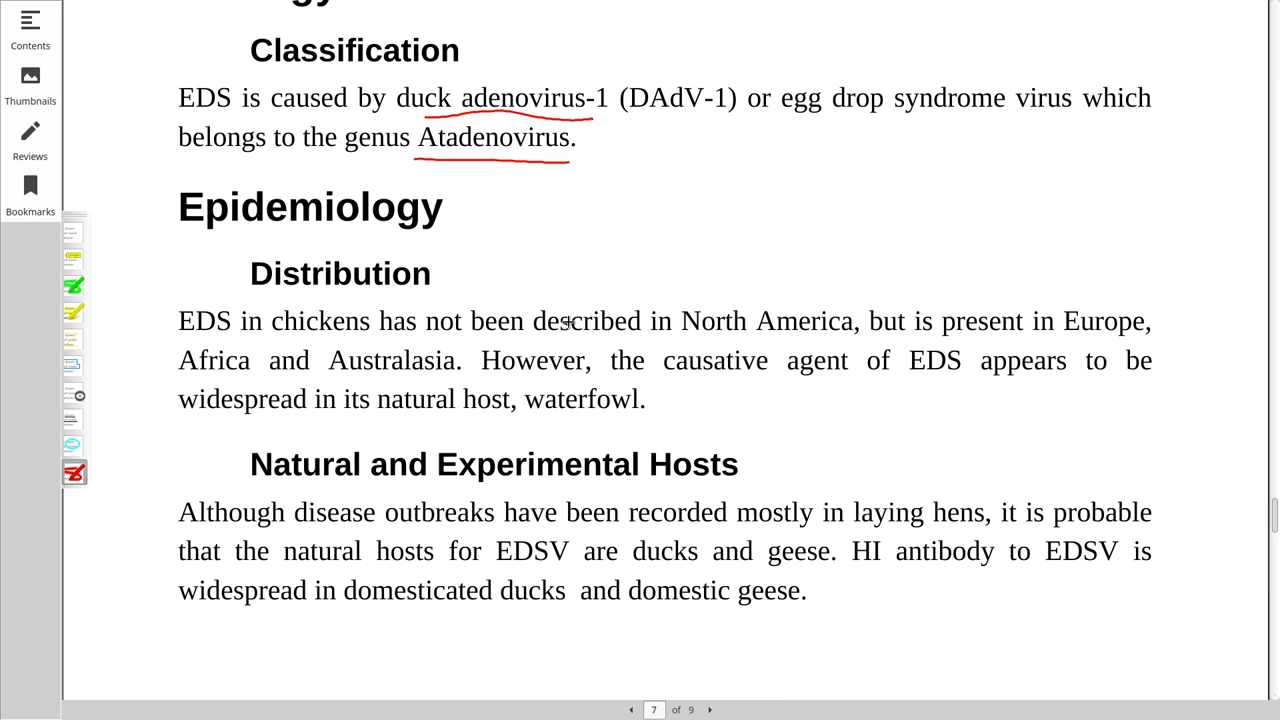 Contents
Thumbnails
Reviews
Bookmarks
Classification
EDS is caused by duck adenovirus-1 (DAdV-1) or egg drop syndrome virus which
belongs to the genus Atadenovirus.
Epidemiology
Distribution
EDS in chickens has not been described in North America, but is present in Europe,
Africa and Australasia. However, the causative agent of EDS appears to be
widespread in its natural host, waterfowl.
Natural and Experimental Hosts
Although disease outbreaks have been recorded mostly in laying hens, it is probable
that the natural hosts for EDSV are ducks and geese. HI antibody to EDSV is
widespread in domesticated ducks and domestic geese.
7 of 9